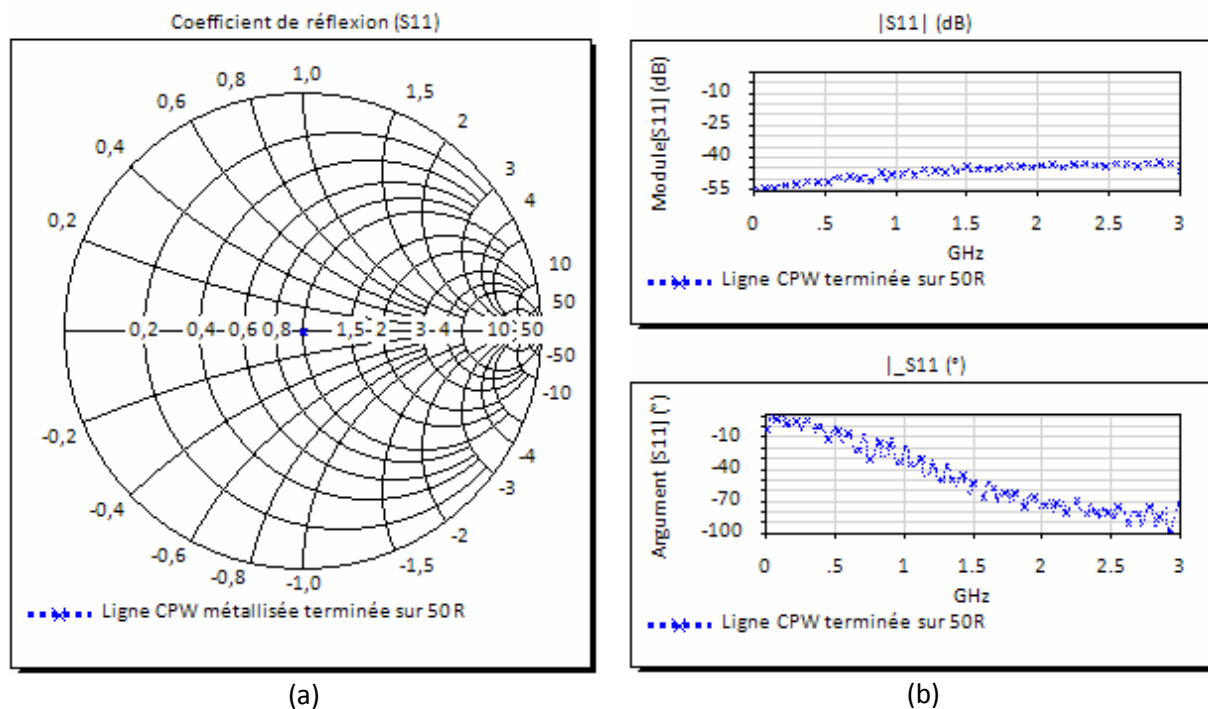 Coefficient de réflexion (S11)
1,0
0,8
1,5
0,6
2
0,4
3
4
0,2
10
50
0,2 0,4 0,6 0,8 1,5 2 3 4 10 50
-50
-10
-0,2
-4
-3
-0,4
-2
-0,6
-1,5
-0,8
-1,0
Ligne CPW métallisée terminée sur 50 R
(a)
|S11| (dB)
Module[S11] (dB)
-10
-25
-40
-55
0 .5 1 1.5 2 2.5 3
GHz
Ligne CPW terminée sur 50R
|_S11 (°)
Argument [S11] (°)
-10
-40
-70
-100
0 .5 1 1.5 2 2.5 3
GHz
Ligne CPW terminée sur 50R
(b)